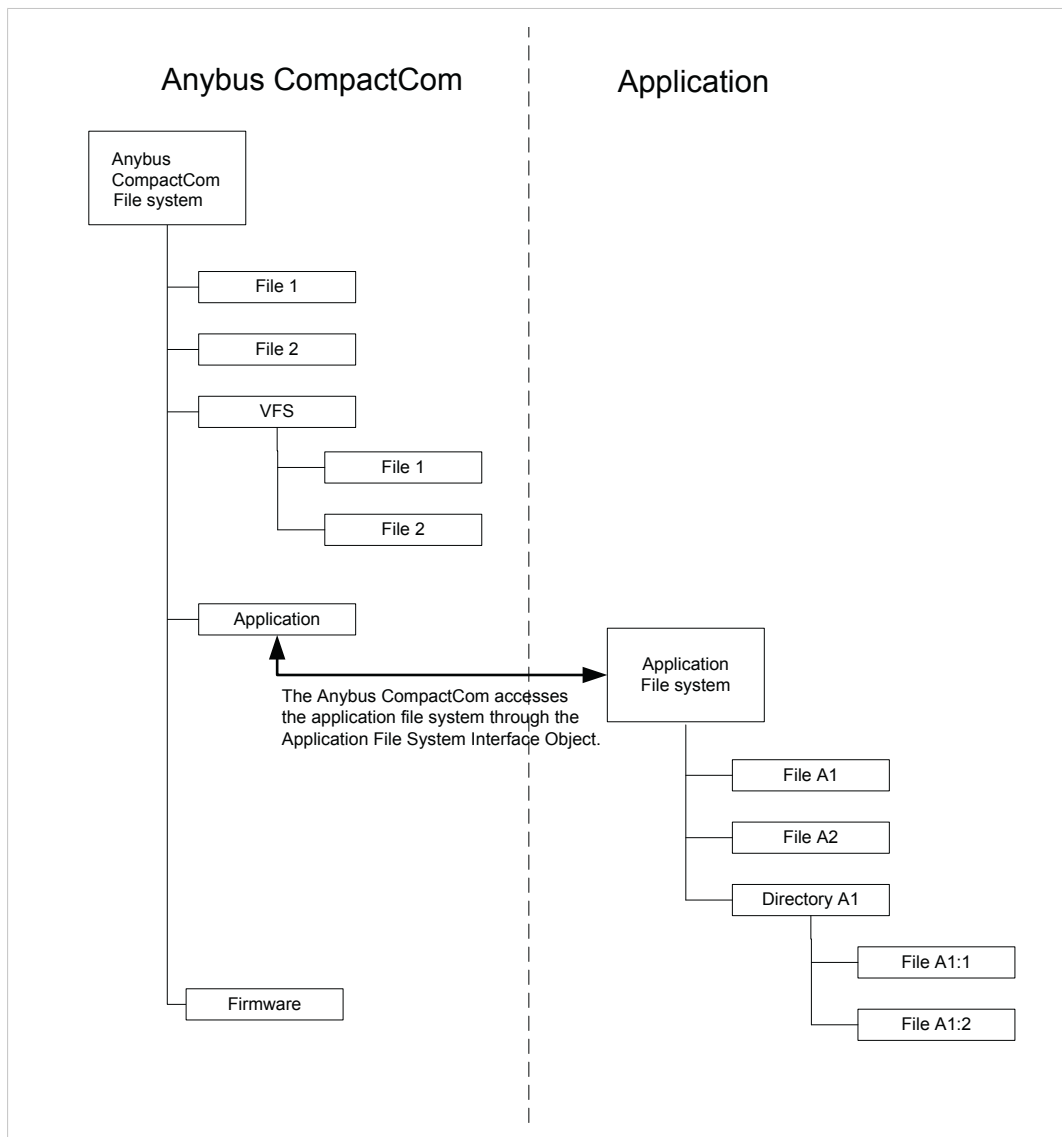 Anybus CompactCom
Application
Anybus
CompactCom
File system
File 1
File 2
VFS
File 1
File 2
Application
The Anybus CompactCom accesses
the application file system through the
Application File System Interface Object.
Application
File system
File A1
File A2
Directory A1
File A1:1
File A1:2
Firmware